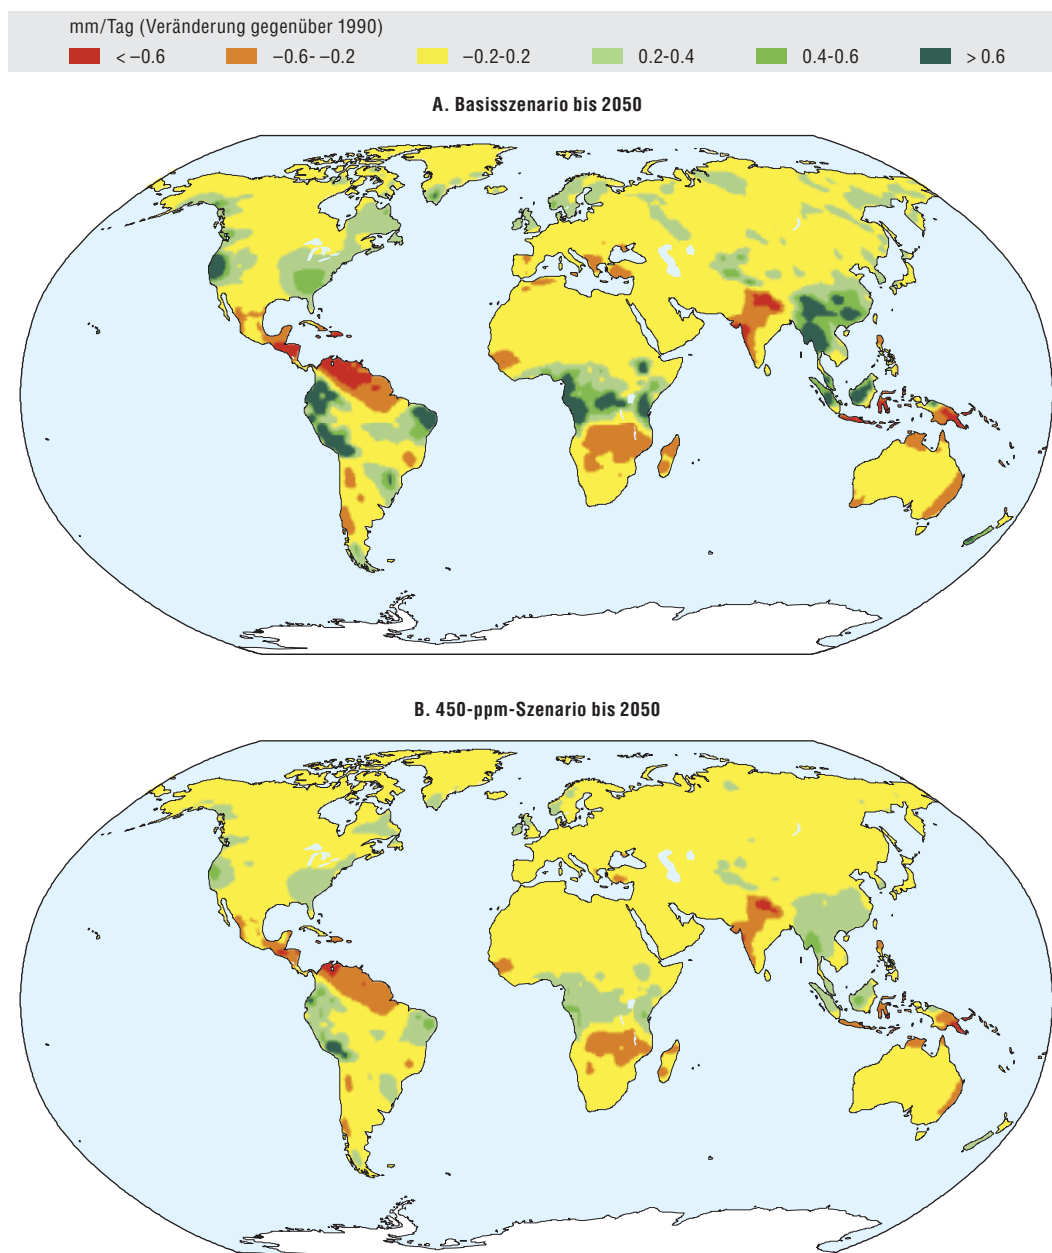 mm/Tag (Veränderung gegenüber 1990)
< –0.6 –0.6- –0.2 –0.2-0.2 0.2-0.4 0.4-0.6 > 0.6
A. Basisszenario bis 2050
B. 450-ppm-Szenario bis 2050